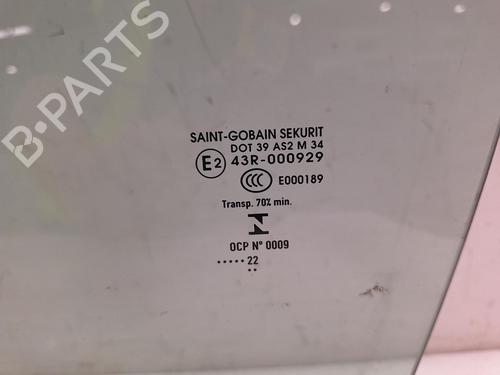 B-PARTS
SAINT-GOBAIN SEKURIT
DOT 39 AS2 M 34
E2 43R-000929
CCC E000189
Transp. 70% min.
N
OCP Nº 0009
..... 22
..